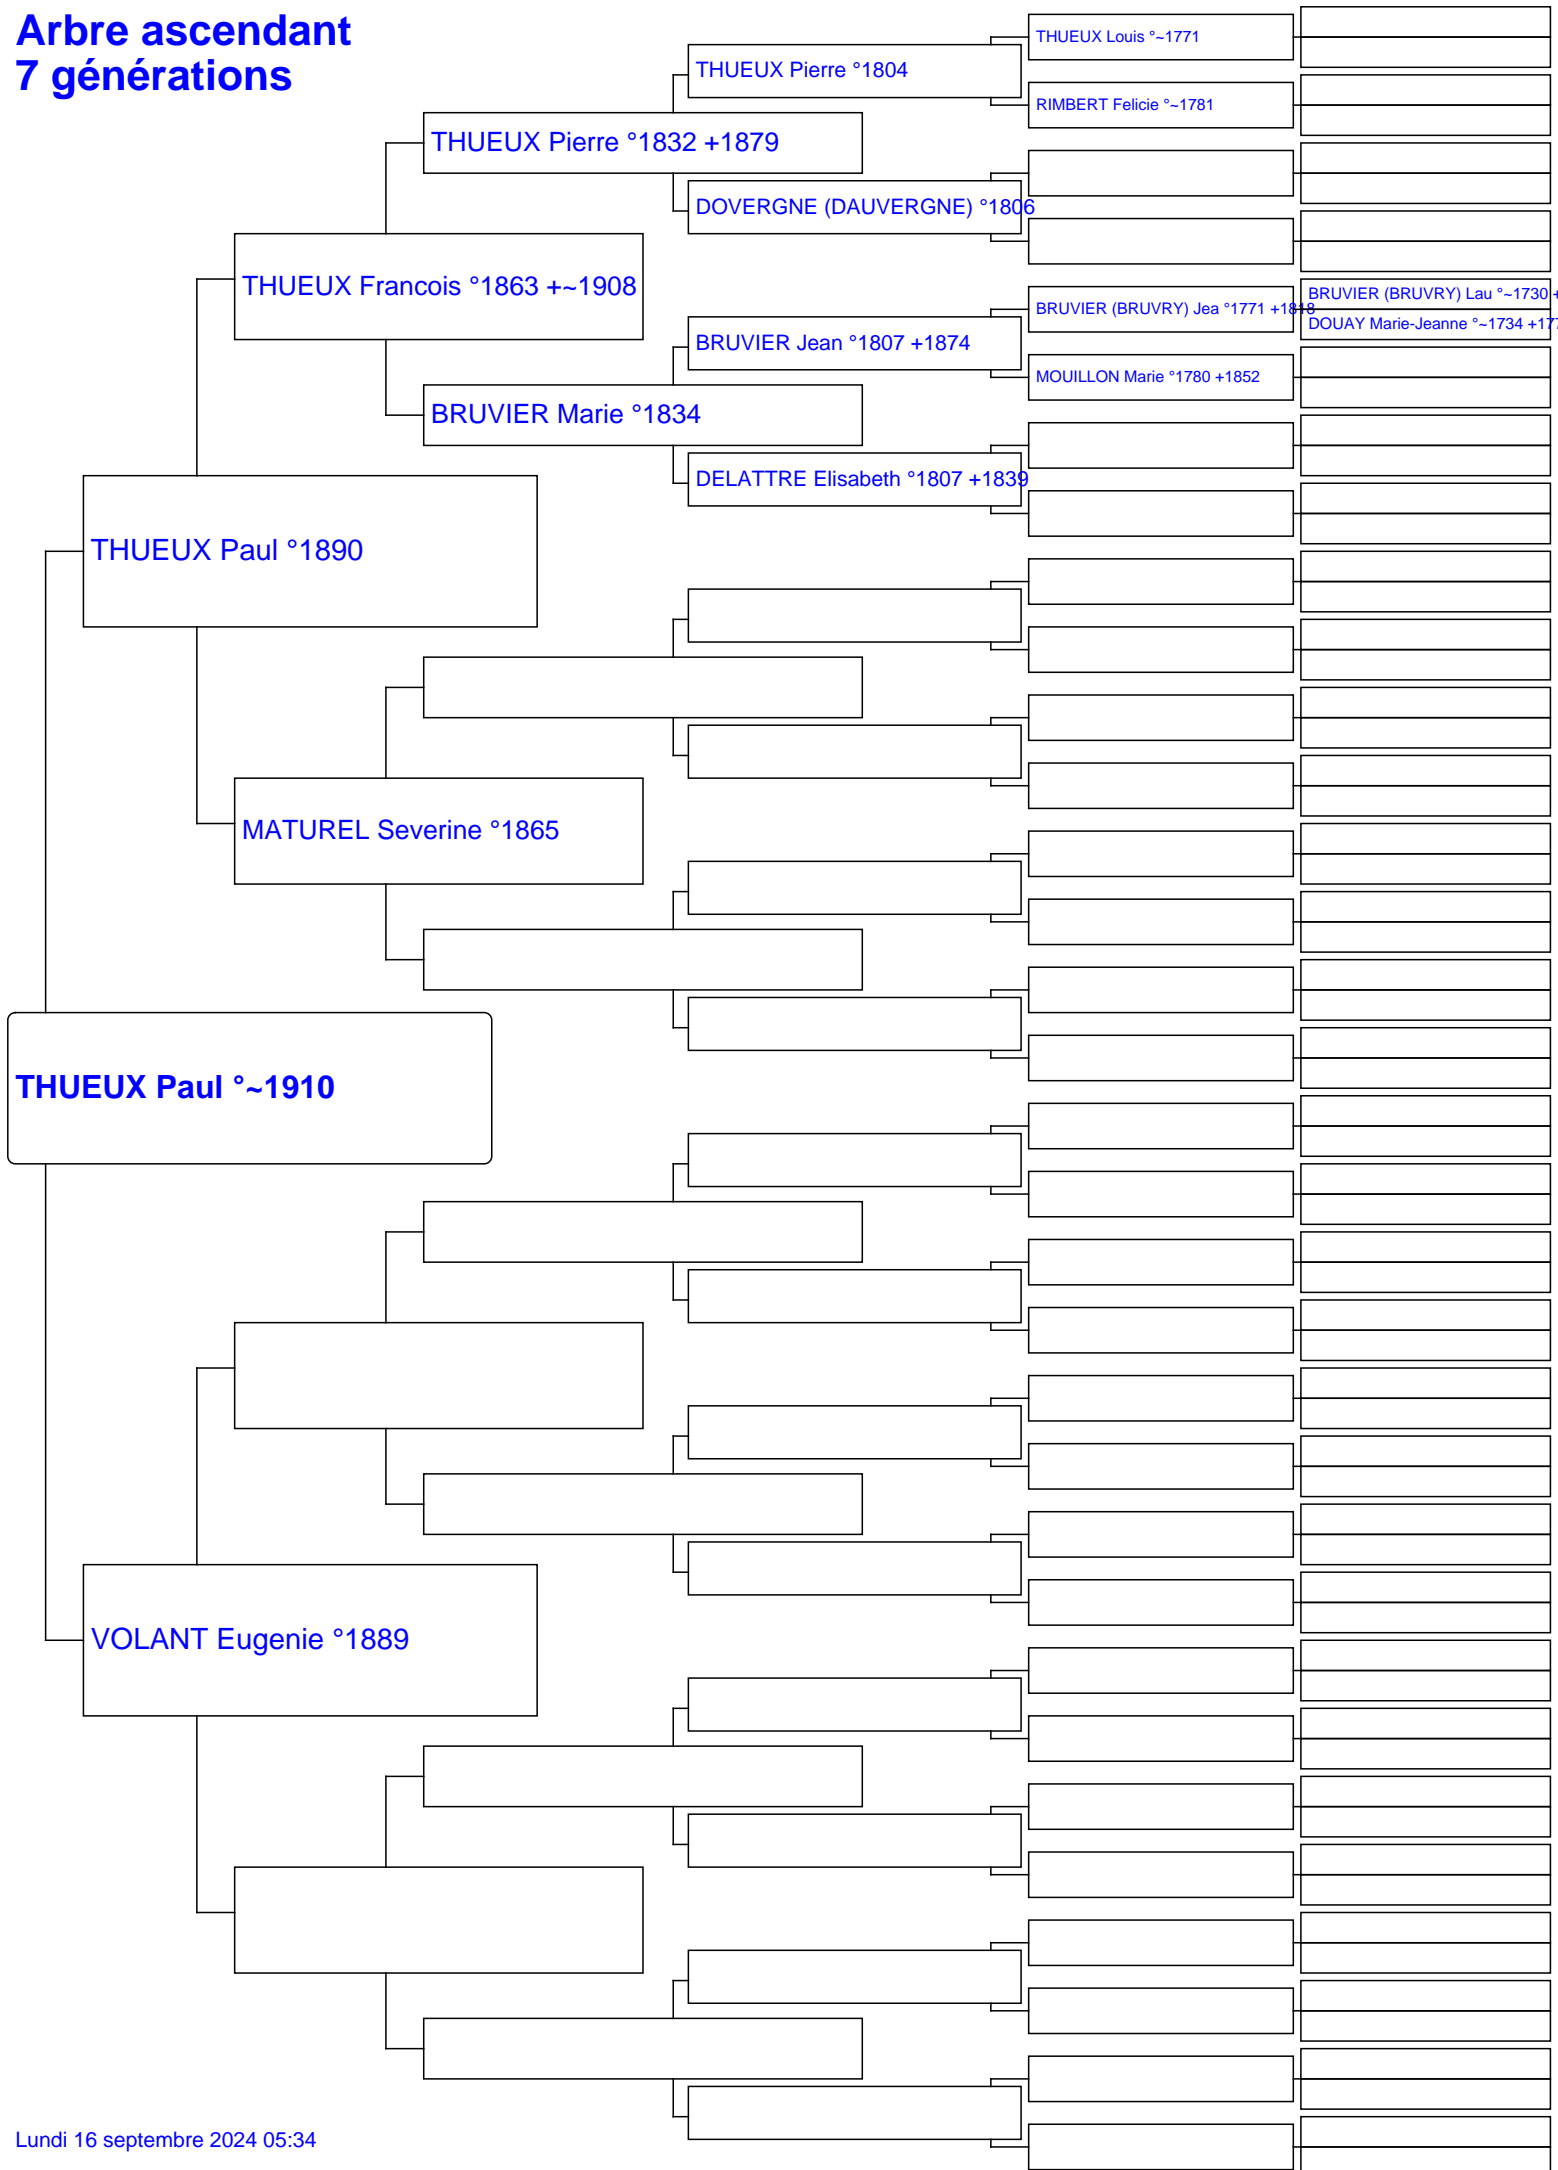 Arbre ascendant
7 générations
THUEUX Louis °~1771
THUEUX Pierre °1804
RIMBERT Felicie °~1781
THUEUX Pierre °1832 +1879
DOVERGNE (DAUVERGNE) °1806
THUEUX Francois °1863 +~1908
BRUVIER (BRUVRY) Lau °~1730 +
BRUVIER (BRUVRY) Jea °1771 +1818
DOUAY Marie-Jeanne °~1734 +177
BRUVIER Jean °1807 +1874
MOUILLON Marie °1780 +1852
BRUVIER Marie °1834
DELATTRE Elisabeth °1807 +1839
THUEUX Paul °1890
MATUREL Severine °1865
THUEUX Paul °~1910
VOLANT Eugenie °1889
Lundi 16 septembre 2024 05:34